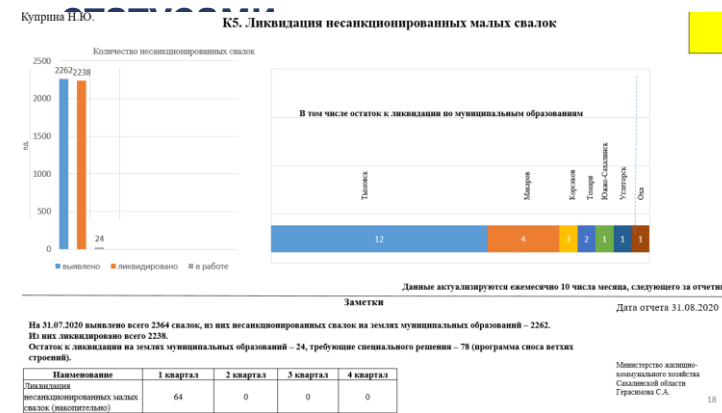 Куприна Н.Ю.
К5. Ликвидация несанкционированных малых свалок
Количество несанкционированных свалок
2500
2262
2238
2000
1500
1000
500
0
24
ед.
выявлено ликвидировано в работе
В том числе остаток к ликвидации по муниципальным образованиям
Тымовск
Макаров
Корсаков
Томари
Южно-Сахалинск
Углегорск
Оха
12 4 3 2 1 1 1
Данные актуализируются ежемесячно 10 числа месяца, следующего за
Заметки
Дата отчета 31.08.2020
На 31.07.2020 выявлено всего 2364 свалок, из них несанкционированных свалок на землях муниципальных образований – 2262.
Из них ликвидировано всего 2238.
Остаток к ликвидации на землях муниципальных образований – 24, требующие специального решения – 78 (программа сноса ветхих
строений).
Наименование 1 квартал 2 квартал 3 квартал 4 квартал
Ликвидация
несанкционированных малых
свалок (накопительно)
64 0 0 0
Министерство жилищно-
коммунального хозяйства
Сахалинской области
Герасимова С.А.
18